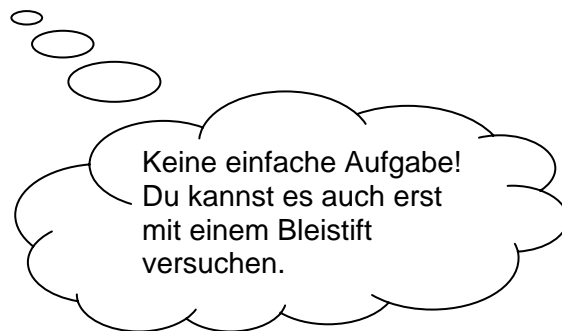 Keine einfache Aufgabe!
Du kannst es auch erst
mit einem Bleistift
versuchen.